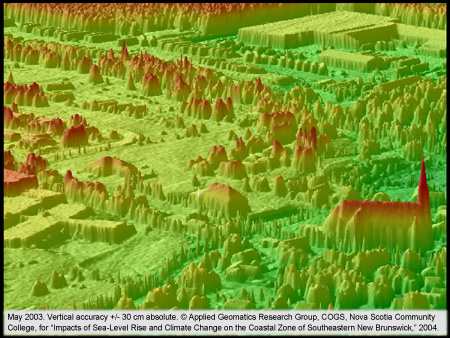 May 2003. Vertical accuracy +/- 30 cm absolute. © Applied Geomatics Research Group, COGS, Nova Scotia Community
College, for "Impacts of Sea-Level Rise and Climate Change on the Coastal Zone of Southeastern New Brunswick," 2004.